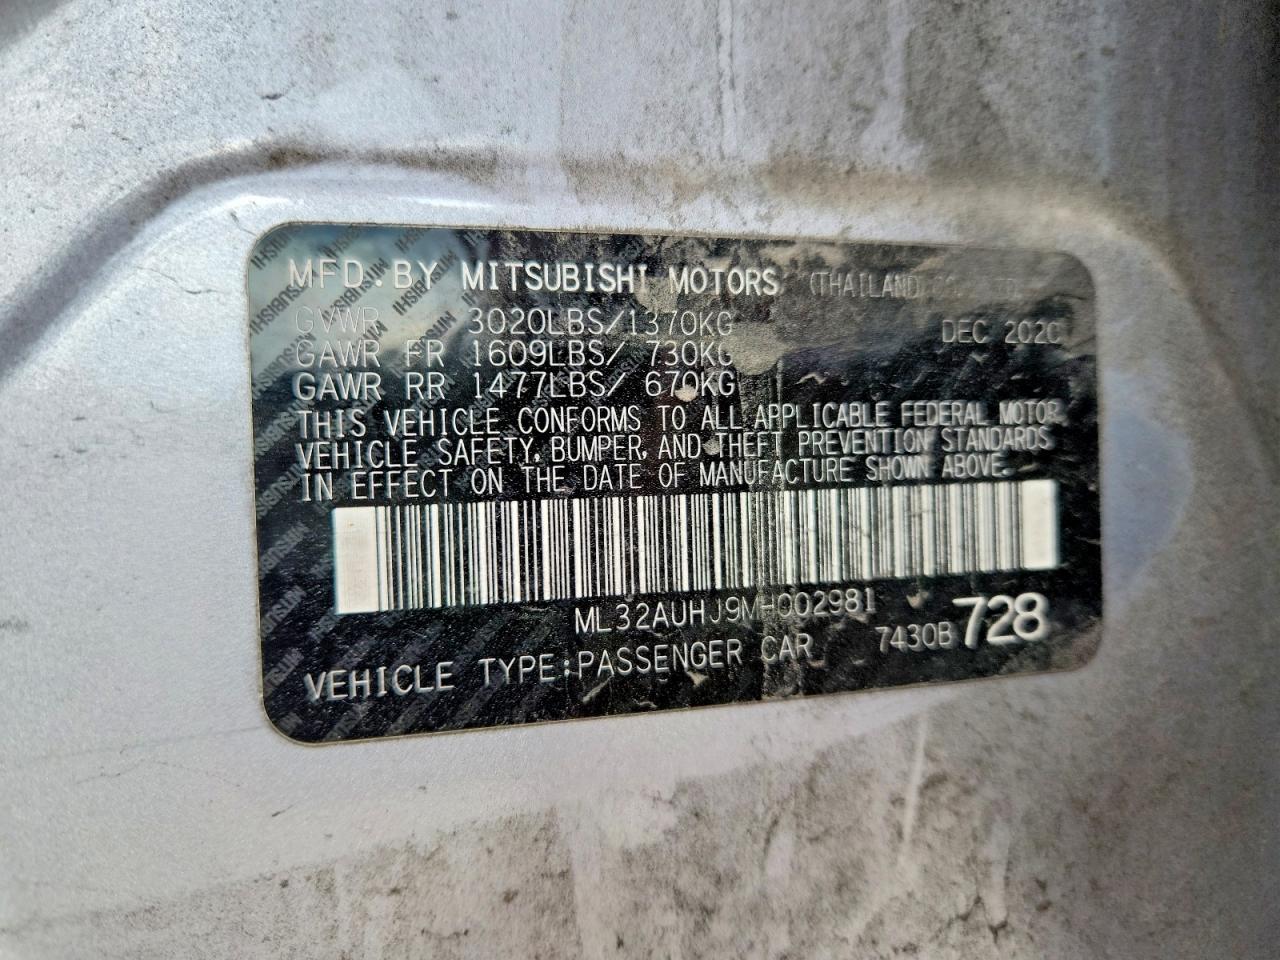 MFD. BY MITSUBISHI MOTORS (THAILAND) CO., LTD.
GVWR 3020LBS/1370KG DEC 2020
GAWR FR 1609LBS/ 730KG
GAWR RR 1477LBS/ 670KG
THIS VEHICLE CONFORMS TO ALL APPLICABLE FEDERAL MOTOR
VEHICLE SAFETY, BUMPER, AND THEFT PREVENTION STANDARDS
IN EFFECT ON THE DATE OF MANUFACTURE SHOWN ABOVE.
ML32AUHJ9MH002981
7430B 728
VEHICLE TYPE:PASSENGER CAR